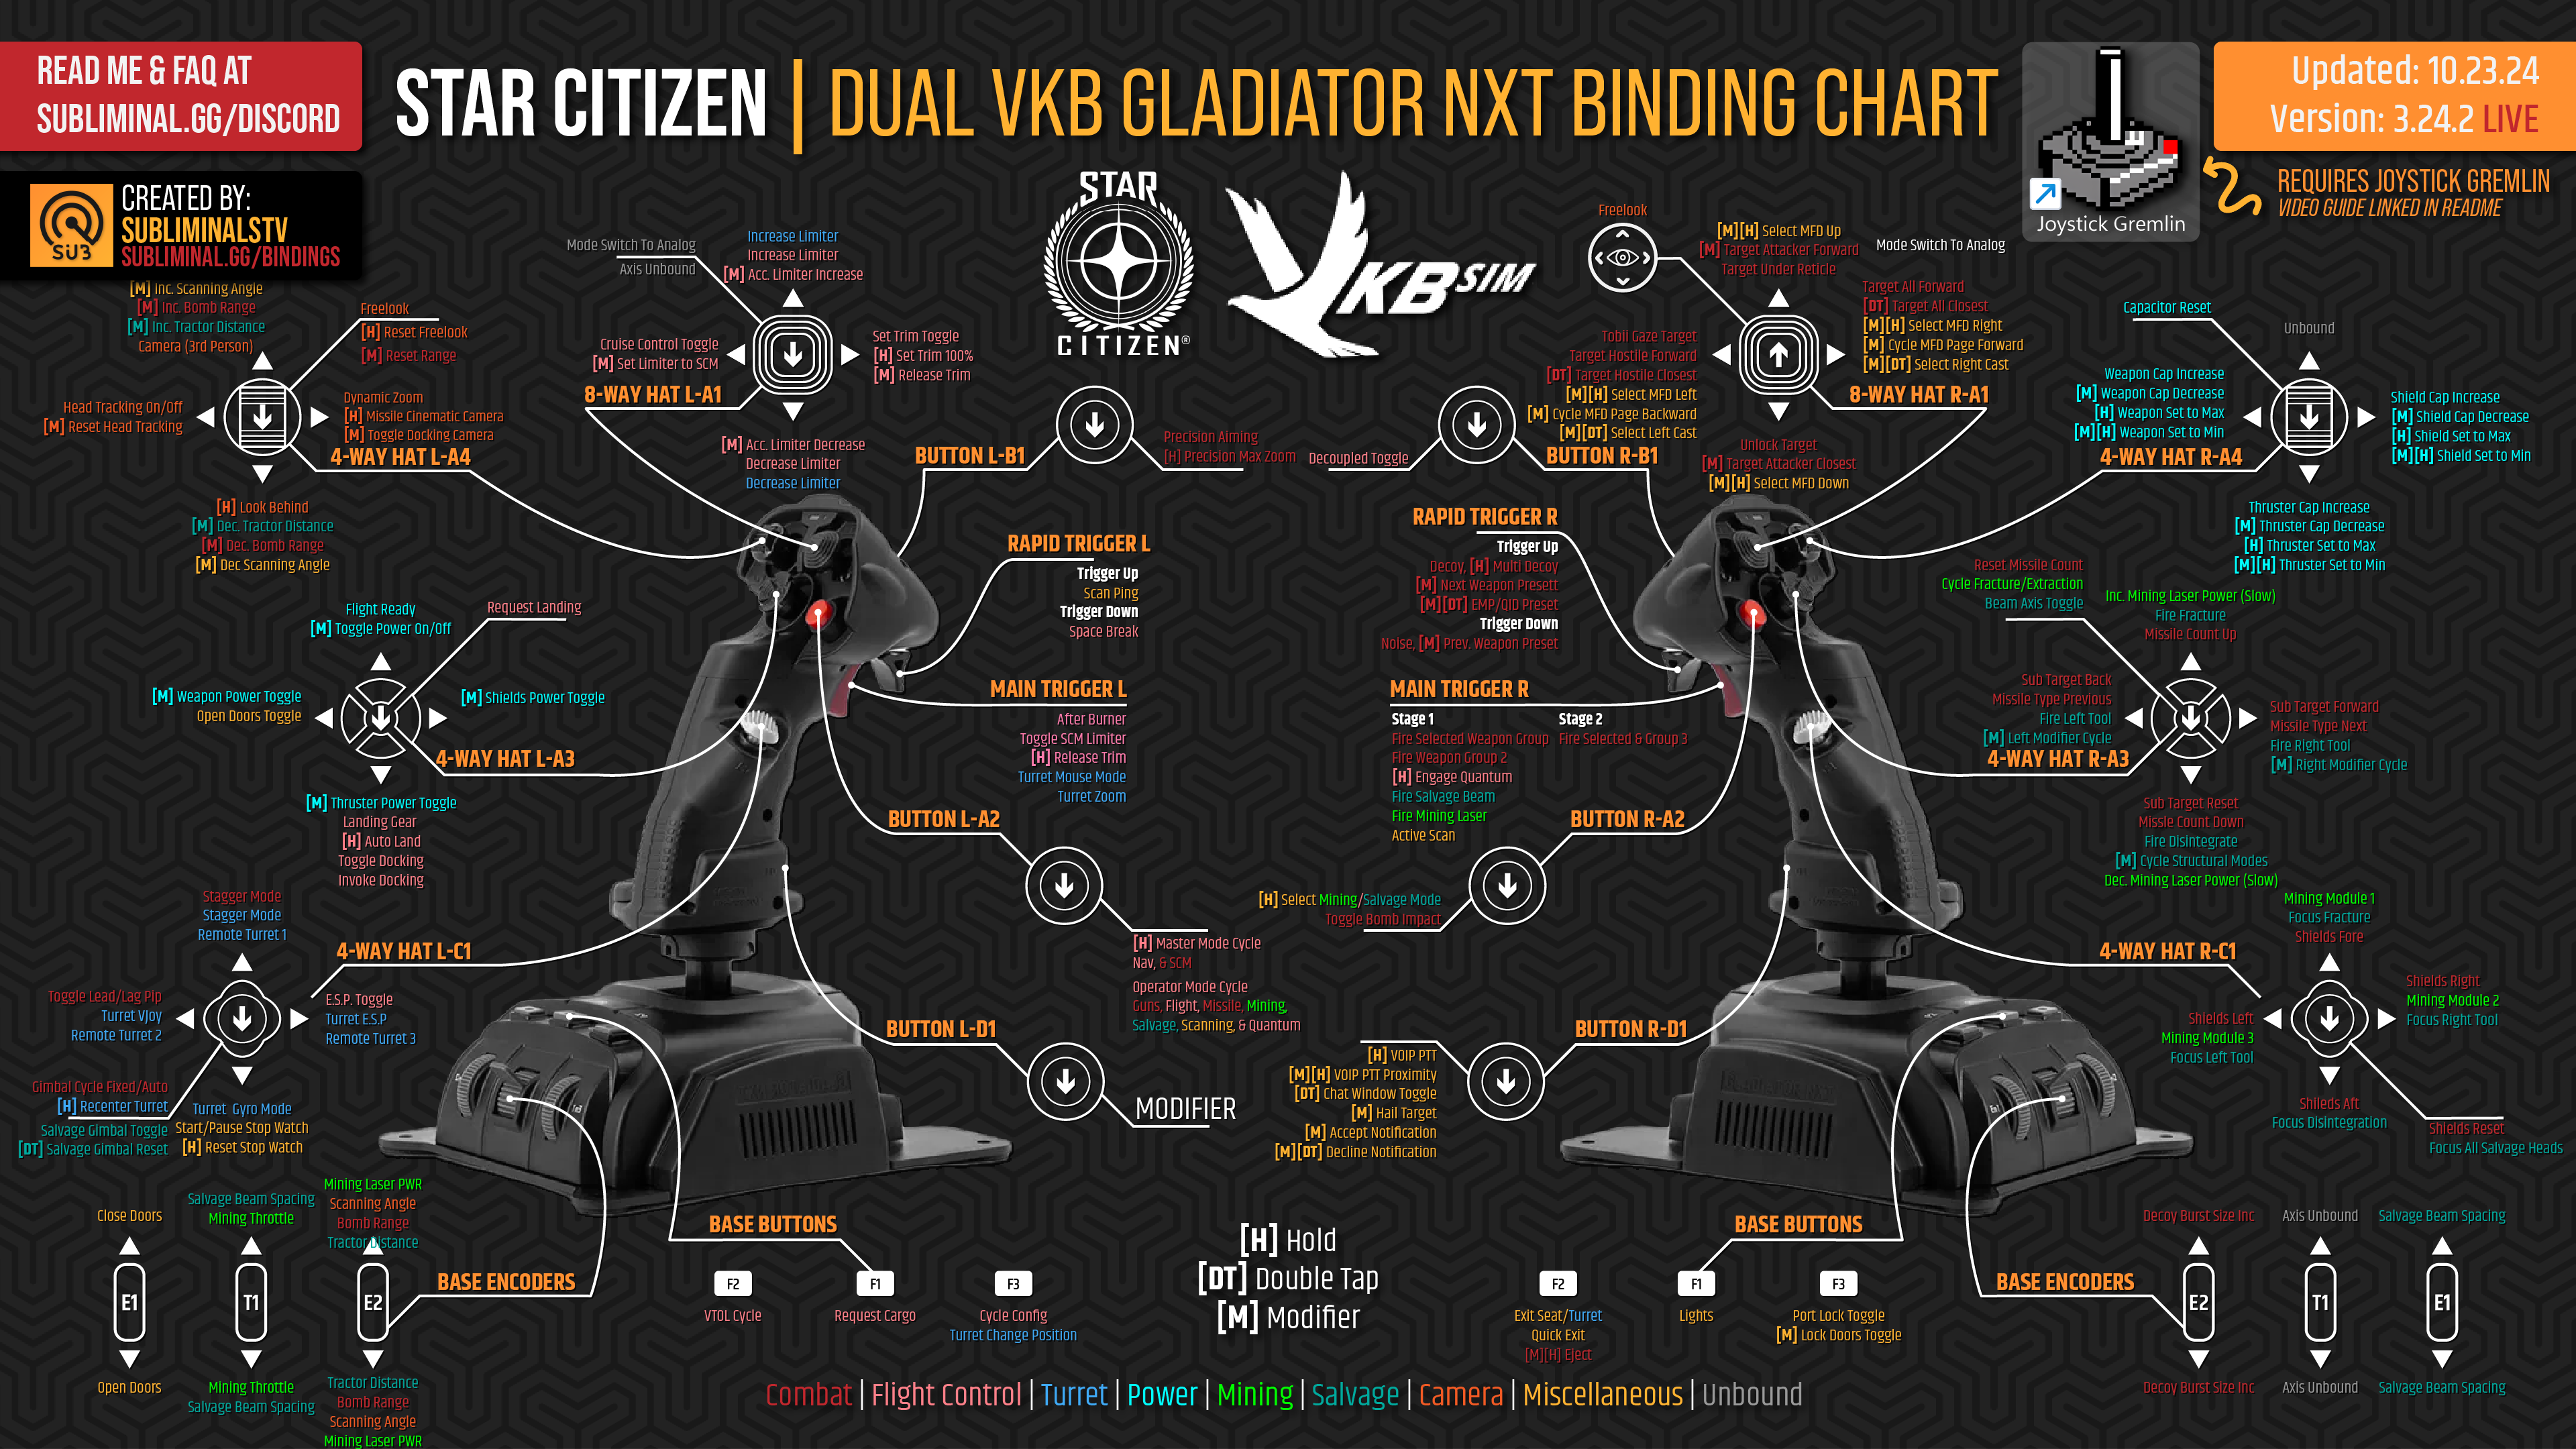 READ ME & FAQ AT
SUBLIMINAL.GG/DISCORD
STAR CITIZEN | DUAL VKB GLADIATOR NXT BINDING CHART
Joystick Gremlin
Updated: 10.23.24
Version: 3.24.2 LIVE
REQUIRES JOYSTICK GREMLIN
VIDEO GUIDE LINKED IN README
SUB
CREATED BY:
SUBLIMINALSTV
SUBLIMINAL.GG/BINDINGS
STAR
CITIZEN®
VKB SIM
[M] Inc. Scanning Angle
[M] Inc. Bomb Range
[M] Inc. Tractor Distance
Camera (3rd Person)
Freelook
[H] Reset Freelook
[M] Reset Range
Head Tracking On/Off
[M] Reset Head Tracking
Dynamic Zoom
[H] Missile Cinematic Camera
[M] Toggle Docking Camera
4-WAY HAT L-A4
[H] Look Behind
[M] Dec. Tractor Distance
[M] Dec. Bomb Range
[M] Dec Scanning Angle
Mode Switch To Analog
Axis Unbound
Increase Limiter
Increase Limiter
[M] Acc. Limiter Increase
Cruise Control Toggle
[M] Set Limiter to SCM
Set Trim Toggle
[H] Set Trim 100%
[M] Release Trim
8-WAY HAT L-A1
[M] Acc. Limiter Decrease
Decrease Limiter
Decrease Limiter
BUTTON L-B1
Precision Aiming
[H] Precision Max Zoom
RAPID TRIGGER L
Trigger Up
Scan Ping
Trigger Down
Space Break
MAIN TRIGGER L
After Burner
Toggle SCM Limiter
[H] Release Trim
Turret Mouse Mode
Turret Zoom
Flight Ready
[M] Toggle Power On/Off
Request Landing
[M] Weapon Power Toggle
Open Doors Toggle
[M] Shields Power Toggle
4-WAY HAT L-A3
[M] Thruster Power Toggle
Landing Gear
[H] Auto Land
Toggle Docking
Invoke Docking
BUTTON L-A2
[H] Master Mode Cycle
Nav, & SCM
Operator Mode Cycle
Guns, Flight, Missile, Mining,
Salvage, Scanning, & Quantum
Stagger Mode
Stagger Mode
Remote Turret 1
4-WAY HAT L-C1
Toggle Lead/Lag Pip
Turret VJoy
Remote Turret 2
E.S.P. Toggle
Turret E.S.P
Remote Turret 3
Gimbal Cycle Fixed/Auto
[H] Recenter Turret
Salvage Gimbal Toggle
[DT] Salvage Gimbal Reset
Turret Gyro Mode
Start/Pause Stop Watch
[H] Reset Stop Watch
BUTTON L-D1
MODIFIER
Close Doors
E1
Open Doors
Salvage Beam Spacing
Mining Throttle
T1
Mining Throttle
Salvage Beam Spacing
Mining Laser PWR
Scanning Angle
Bomb Range
Tractor Distance
E2
Tractor Distance
Bomb Range
Scanning Angle
Mining Laser PWR
BASE ENCODERS
BASE BUTTONS
F2
VTOL Cycle
F1
Request Cargo
F3
Cycle Config
Turret Change Position
[H] Hold
[DT] Double Tap
[M] Modifier
Combat | Flight Control | Turret | Power | Mining | Salvage | Camera | Miscellaneous | Unbound
Freelook
[M][H] Select MFD Up
[M] Target Attacker Forward
Target Under Reticle
Mode Switch To Analog
Tobii Gaze Target
Target Hostile Forward
[DT] Target Hostile Closest
[M][H] Select MFD Left
[M] Cycle MFD Page Backward
[M][DT] Select Left Cast
Target All Forward
[DT] Target All Closest
[M][H] Select MFD Right
[M] Cycle MFD Page Forward
[M][DT] Select Right Cast
8-WAY HAT R-A1
Unlock Target
[M] Target Attacker Closest
[M][H] Select MFD Down
Decoupled Toggle
BUTTON R-B1
Capacitor Reset
Unbound
Weapon Cap Increase
[M] Weapon Cap Decrease
[H] Weapon Set to Max
[M][H] Weapon Set to Min
Shield Cap Increase
[M] Shield Cap Decrease
[H] Shield Set to Max
[M][H] Shield Set to Min
4-WAY HAT R-A4
Thruster Cap Increase
[M] Thruster Cap Decrease
[H] Thruster Set to Max
[M][H] Thruster Set to Min
RAPID TRIGGER R
Trigger Up
Decoy, [H] Multi Decoy
[M] Next Weapon Presett
[M][DT] EMP/QID Preset
Trigger Down
Noise, [M] Prev. Weapon Preset
MAIN TRIGGER R
Stage 1
Fire Selected Weapon Group
Fire Weapon Group 2
[H] Engage Quantum
Fire Salvage Beam
Fire Mining Laser
Active Scan
Stage 2
Fire Selected & Group 3
Reset Missile Count
Cycle Fracture/Extraction
Beam Axis Toggle
Inc. Mining Laser Power (Slow)
Fire Fracture
Missile Count Up
Sub Target Back
Missile Type Previous
Fire Left Tool
[M] Left Modifier Cycle
Sub Target Forward
Missile Type Next
Fire Right Tool
[M] Right Modifier Cycle
4-WAY HAT R-A3
Sub Target Reset
Missle Count Down
Fire Disintegrate
[M] Cycle Structural Modes
Dec. Mining Laser Power (Slow)
BUTTON R-A2
[H] Select Mining/Salvage Mode
Toggle Bomb Impact
Mining Module 1
Focus Fracture
Shields Fore
4-WAY HAT R-C1
Shields Left
Mining Module 3
Focus Left Tool
Shields Right
Mining Module 2
Focus Right Tool
Shileds Aft
Focus Disintegration
Shields Reset
Focus All Salvage Heads
BUTTON R-D1
[H] VOIP PTT
[M][H] VOIP PTT Proximity
[DT] Chat Window Toggle
[M] Hail Target
[M] Accept Notification
[M][DT] Decline Notification
BASE BUTTONS
F2
Exit Seat/Turret
Quick Exit
[M][H] Eject
F1
Lights
F3
Port Lock Toggle
[M] Lock Doors Toggle
BASE ENCODERS
Decoy Burst Size Inc
E2
Decoy Burst Size Inc
Axis Unbound
T1
Axis Unbound
Salvage Beam Spacing
E1
Salvage Beam Spacing